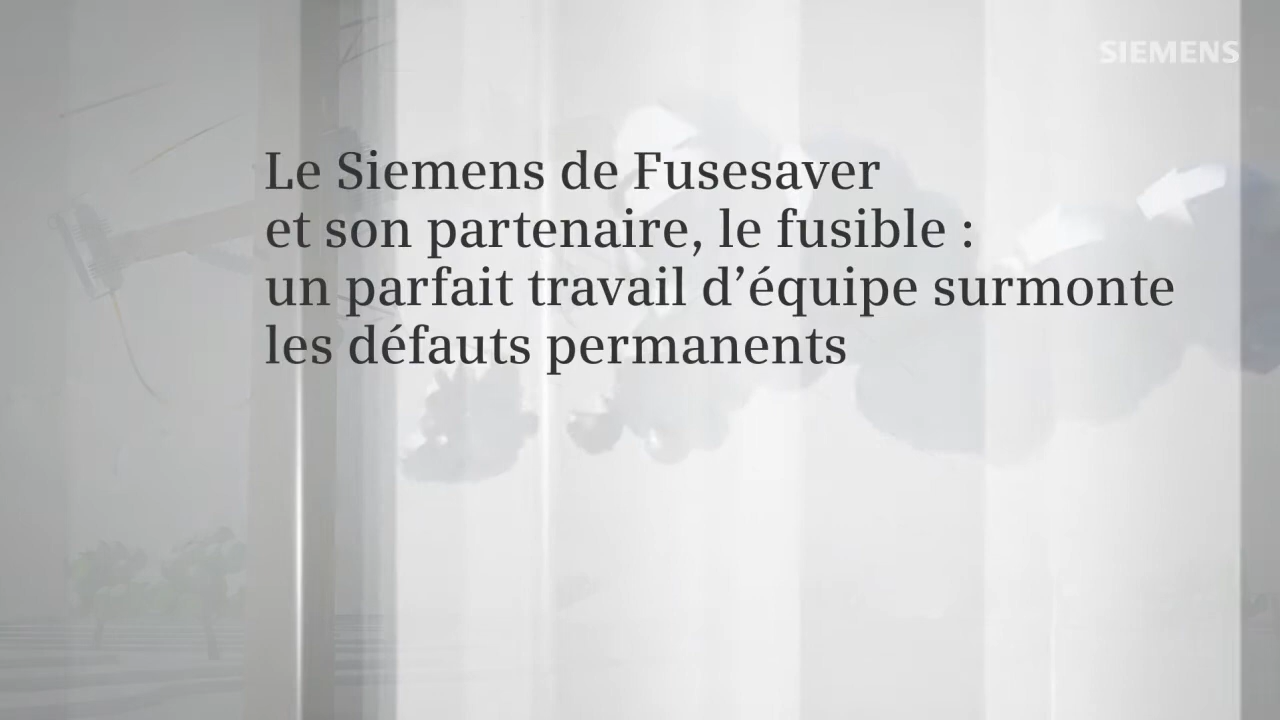 SIEMENS
Le Siemens de Fusesaver
et son partenaire, le fusible :
un parfait travail d’équipe surmonte
les défauts permanents